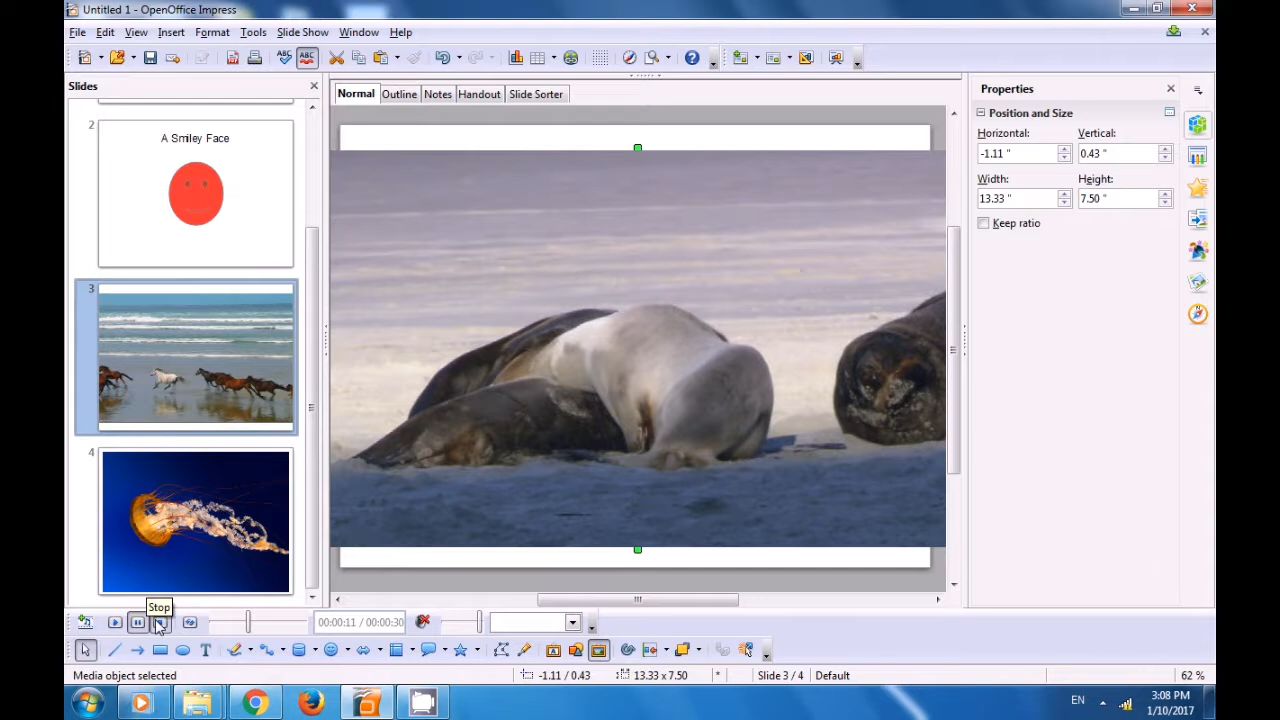 Untitled 1 - OpenOffice Impress
File Edit View Insert Format Tools Slide Show Window Help
Slides
Normal Outline Notes Handout Slide Sorter
Properties
Position and Size
Horizontal: Vertical:
-1.11 " 0.43 "
Width: Height:
13.33 " 7.50 "
Keep ratio
2
A Smiley Face
3
4
Stop
00:00:11 / 00:00:30
Media object selected -1.11 / 0.43 13.33 x 7.50 * Slide 3 / 4 Default 62 %
EN 3:08 PM
1/10/2017